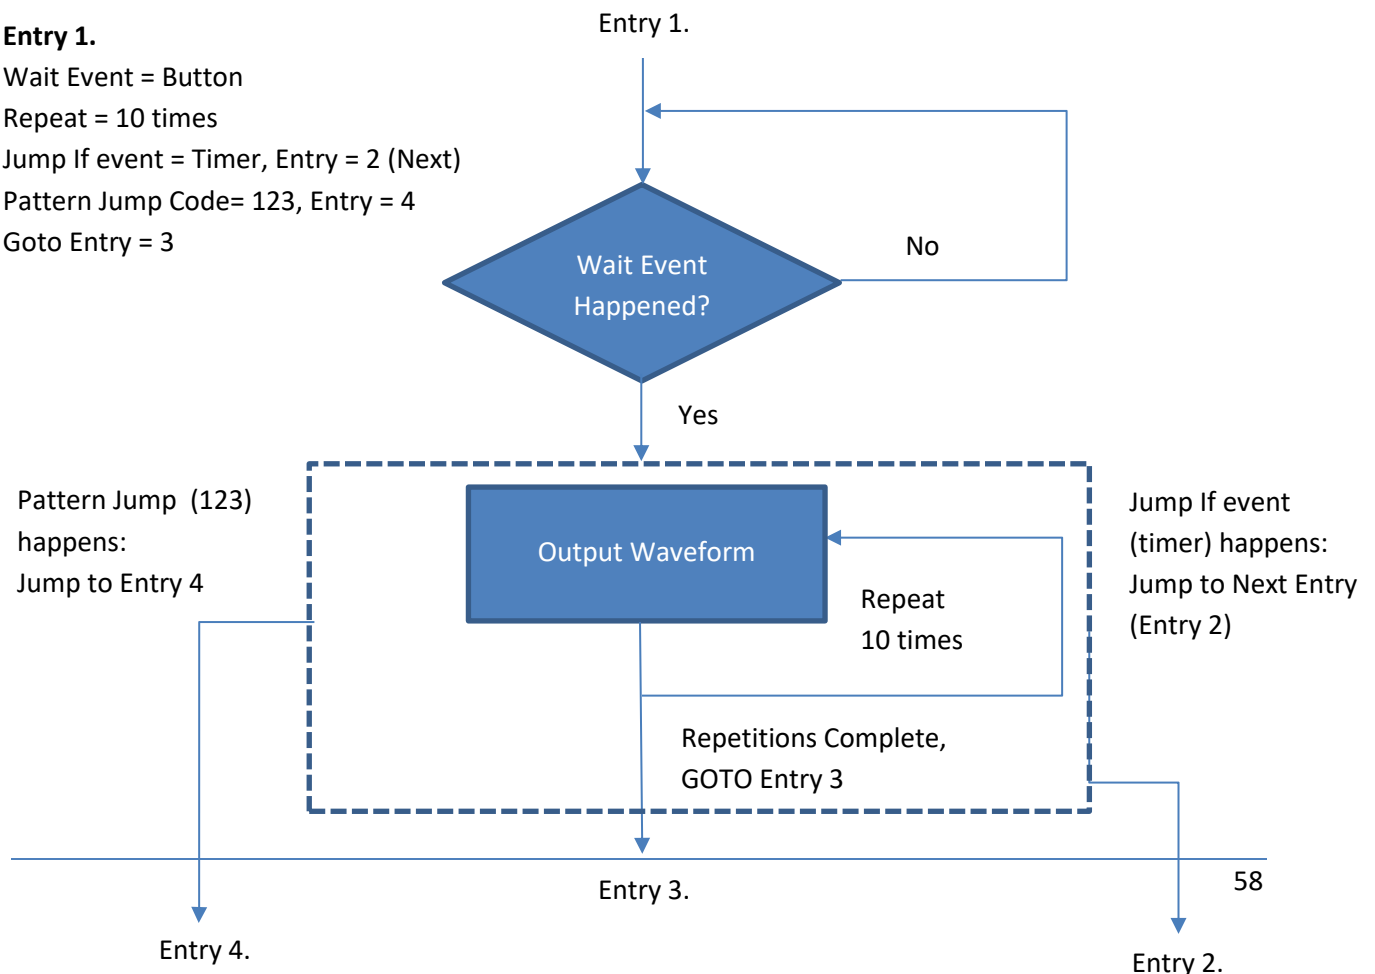 Entry 1.
Wait Event = Button
Repeat = 10 times
Jump If event = Timer, Entry = 2 (Next)
Pattern Jump Code= 123, Entry = 4
Goto Entry = 3
Entry 1.
Wait Event
Happened?
No
Yes
Pattern Jump (123)
happens:
Jump to Entry 4
Output Waveform
Repeat
10 times
Jump If event
(timer) happens:
Jump to Next Entry
(Entry 2)
Repetitions Complete,
GOTO Entry 3
Entry 3.
58
Entry 4.
Entry 2.